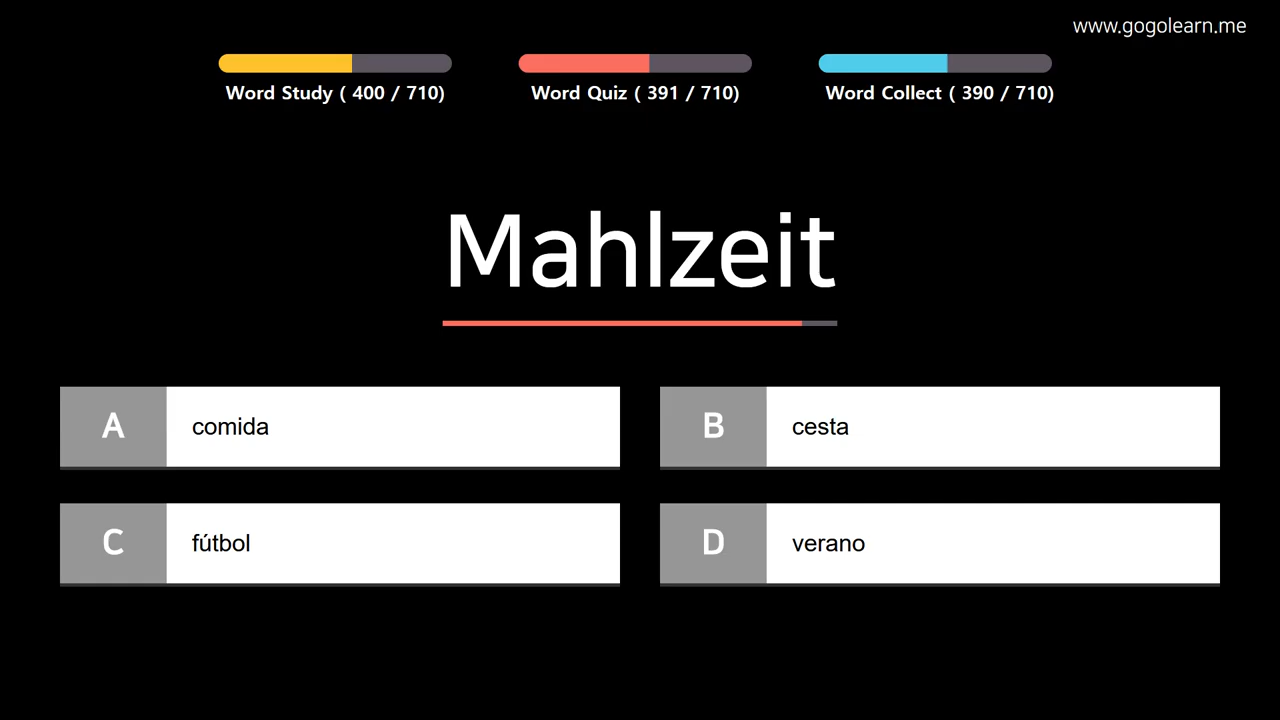 www.gogolearn.me
Word Study ( 400 / 710)
Word Quiz ( 391 / 710)
Word Collect ( 390 / 710)
Mahlzeit
A comida
B cesta
C fútbol
D verano